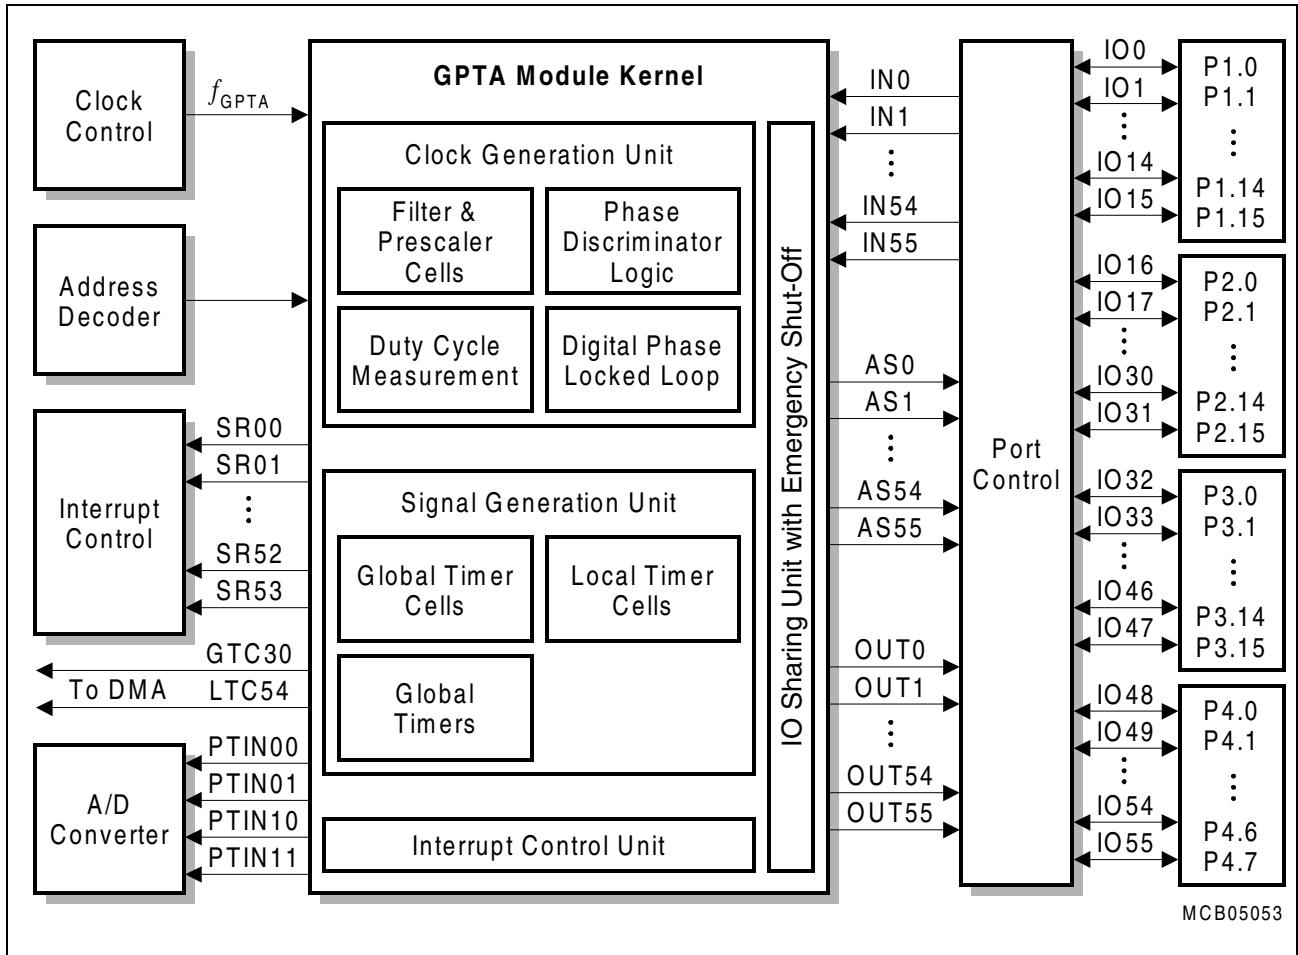 Clock
Control
fGPTA
Address
Decoder
Interrupt
Control
SR00
SR01
SR52
SR53
GTC30
To DMA LTC54
A/D
Converter
PTIN00
PTIN01
PTIN10
PTIN11
GPTA Module Kernel
Clock Generation Unit
Filter &
Prescaler
Cells
Phase
Discriminator
Logic
Duty Cycle
Measurement
Digital Phase
Locked Loop
Signal Generation Unit
Global Timer
Cells
Local Timer
Cells
Global
Timers
Interrupt Control Unit
IO Sharing Unit with Emergency Shut-Off
IN0
IN1
IN54
IN55
AS0
AS1
AS54
AS55
OUT0
OUT1
OUT54
OUT55
Port
Control
IO0
IO1
IO14
IO15
IO16
IO17
IO30
IO31
IO32
IO33
IO46
IO47
IO48
IO49
IO54
IO55
P1.0
P1.1
P1.14
P1.15
P2.0
P2.1
P2.14
P2.15
P3.0
P3.1
P3.14
P3.15
P4.0
P4.1
P4.6
P4.7
MCB05053